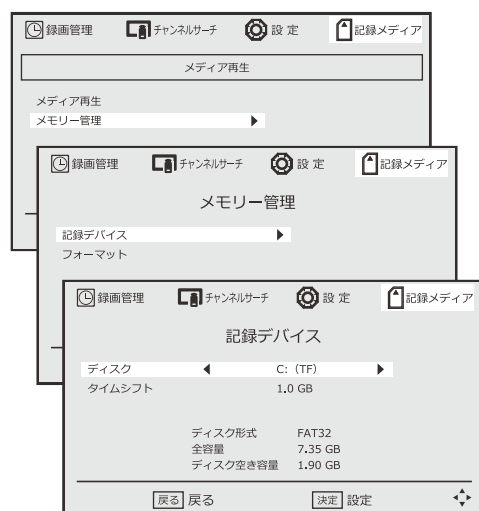 録画管理 チャンネルサーチ 設 定 記録メディア
メディア再生
メディア再生
メモリー管理
録画管理 チャンネルサーチ 設 定 記録メディア
メモリー管理
記録デバイス
フォーマット
録画管理 チャンネルサーチ 設 定 記録メディア
記録デバイス
ディスク C: (TF)
タイムシフト 1.0 GB
ディスク形式 FAT32
全容量 7.35 GB
ディスク空き容量 1.90 GB
戻る 戻る 決定 設定